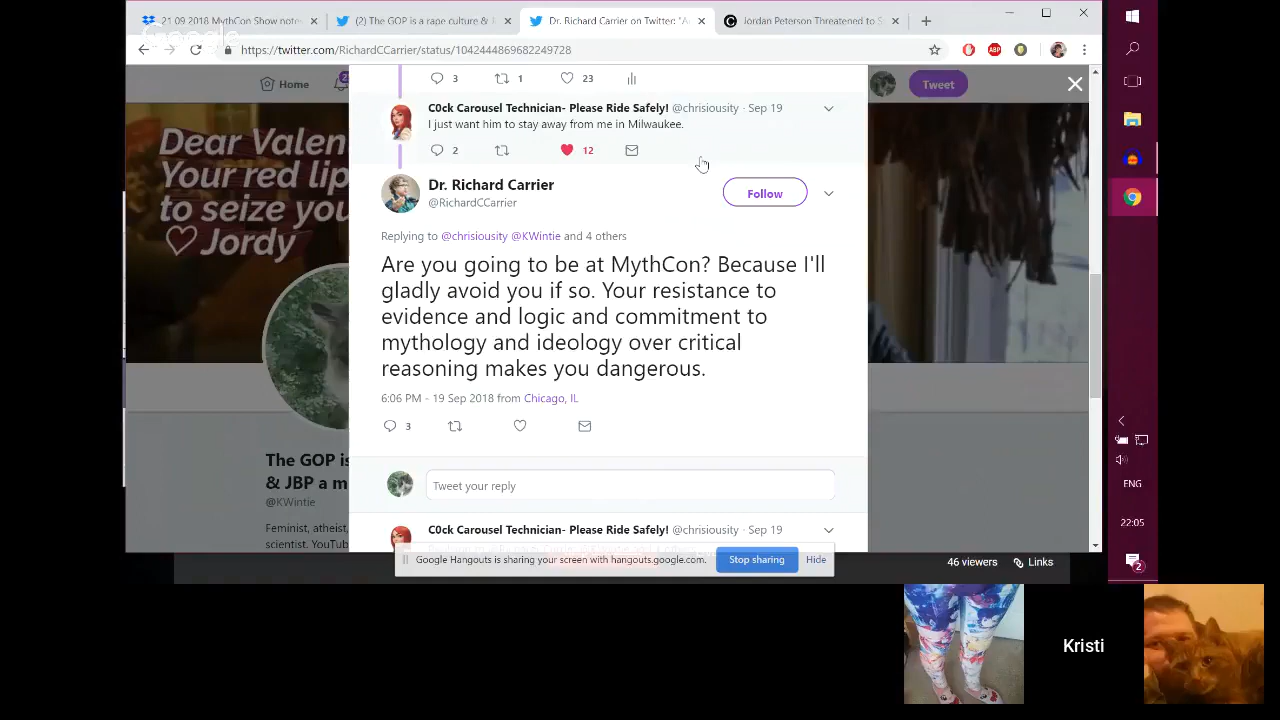 21 09 2018 MythCon Show notes
(2) The GOP is a rape culture &
Dr. Richard Carrier on Twitter: "A
Jordan Peterson Threatened to S
Google
https://twitter.com/RichardCCarrier/status/1042444869682249728
Home
Tweet
3
1
23
C0ck Carousel Technician- Please Ride Safely! @chrisiousity · Sep 19
I just want him to stay away from me in Milwaukee.
2
12
Dear Valen
Your red lip
to seize you
♡ Jordy
Dr. Richard Carrier
@RichardCCarrier
Follow
Replying to @chrisiousity @KWintie and 4 others
Are you going to be at MythCon? Because I'll
gladly avoid you if so. Your resistance to
evidence and logic and commitment to
mythology and ideology over critical
reasoning makes you dangerous.
6:06 PM - 19 Sep 2018 from Chicago, IL
3
The GOP is
& JBP a m
@KWintie
Feminist, atheist,
scientist. YouTub
Tweet your reply
C0ck Carousel Technician- Please Ride Safely! @chrisiousity · Sep 19
Google Hangouts is sharing your screen with hangouts.google.com.
Stop sharing
Hide
46 viewers
Links
ABP
ENG
22:05
2
Kristi